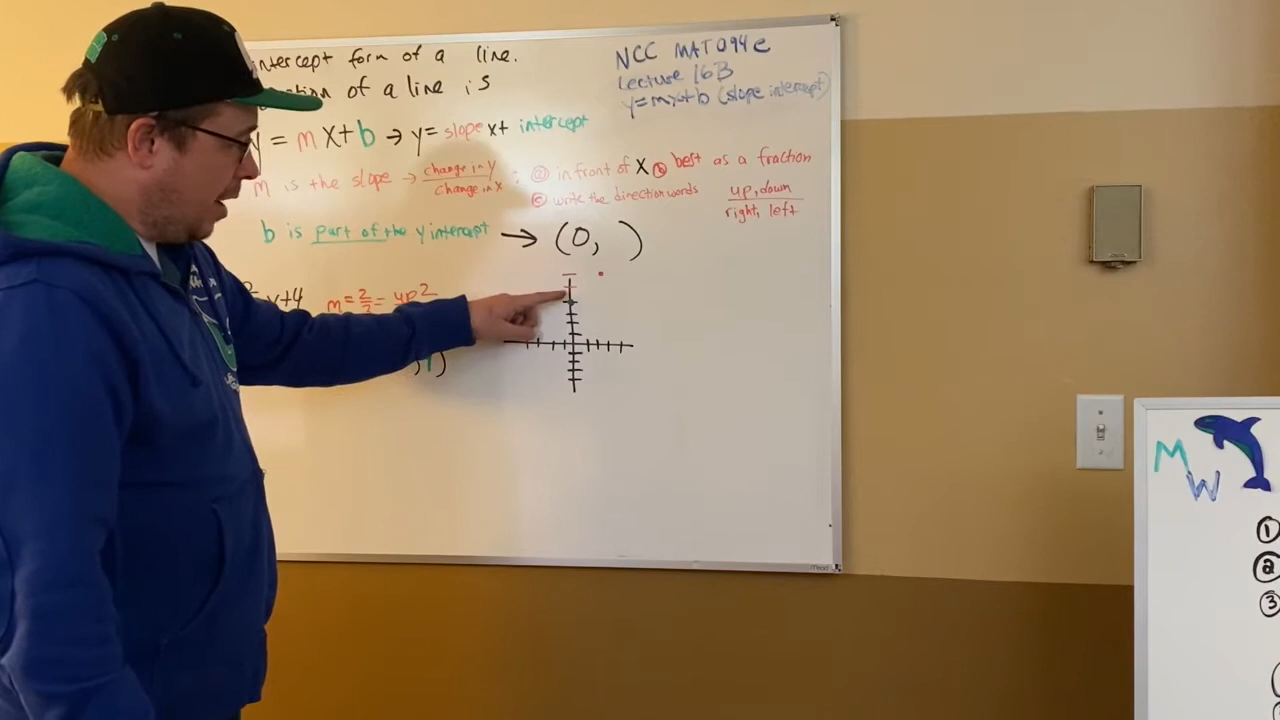 intercept form of a line.
of a line is
y = mx+b → y= slope x+ intercept
m is the slope → change in y / change in x : ⓐ in front of x ⓑ best as a fraction
ⓒ write the direction words up, down / right, left
b is part of the y intercept → (0, )
x+4 m = 2/3 = up 2
NCC MAT094e
Lecture 16B
y=mx+b (slope intercept)
MW
①
②
③